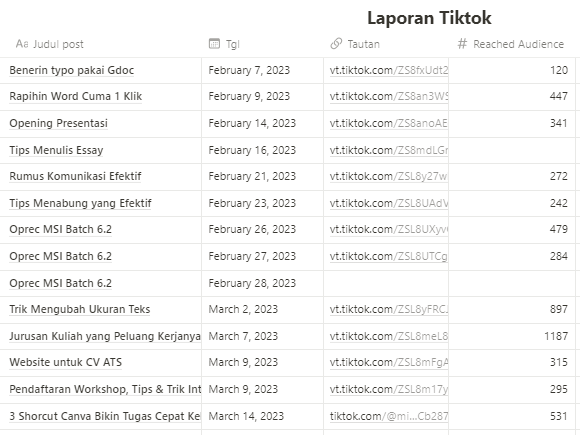 Laporan Tiktok
Aa Judul post Tgl Tautan # Reached Audience
Benerin typo pakai Gdoc February 7, 2023 vt.tiktok.com/ZS8fxUdt2 120
Rapihin Word Cuma 1 Klik February 9, 2023 vt.tiktok.com/ZS8an3WS 447
Opening Presentasi February 14, 2023 vt.tiktok.com/ZS8anoAE 341
Tips Menulis Essay February 16, 2023 vt.tiktok.com/ZS8mdLGr
Rumus Komunikasi Efektif February 21, 2023 vt.tiktok.com/ZSL8y27w 272
Tips Menabung yang Efektif February 23, 2023 vt.tiktok.com/ZSL8UAdV 242
Oprec MSI Batch 6.2 February 26, 2023 vt.tiktok.com/ZSL8UXyv 479
Oprec MSI Batch 6.2 February 27, 2023 vt.tiktok.com/ZSL8UTCg 284
Oprec MSI Batch 6.2 February 28, 2023
Trik Mengubah Ukuran Teks March 2, 2023 vt.tiktok.com/ZSL8yFRC 897
Jurusan Kuliah yang Peluang Kerjanya March 7, 2023 vt.tiktok.com/ZSL8meL8 1187
Website untuk CV ATS March 9, 2023 vt.tiktok.com/ZSL8mFgA 315
Pendaftaran Workshop, Tips & Trik Int March 9, 2023 vt.tiktok.com/ZSL8m17y 295
3 Shorcut Canva Bikin Tugas Cepat Ke March 14, 2023 tiktok.com/@mi...Cb287 531